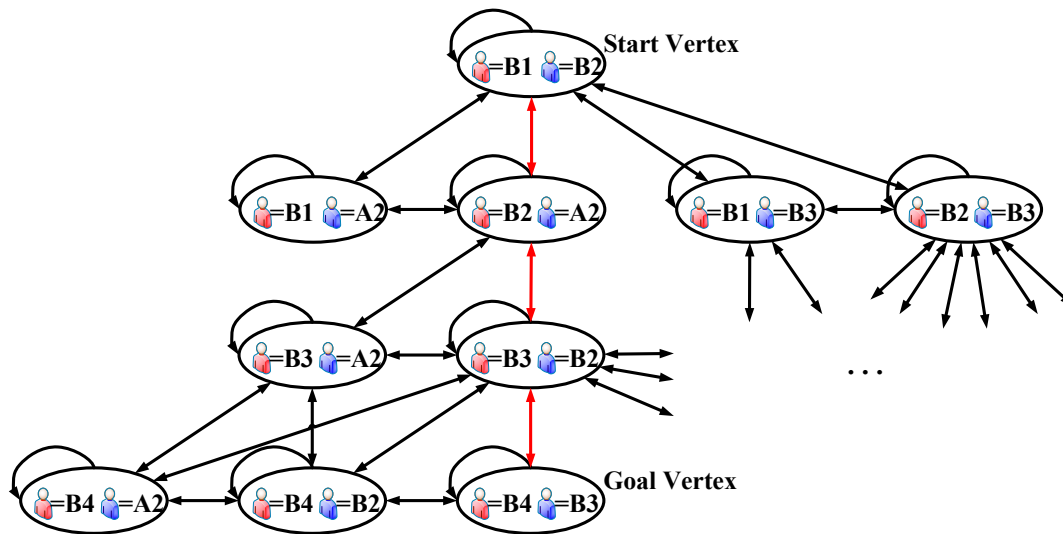 Start Vertex
=B1 =B2
=B1 =A2
=B2 =A2
=B1 =B3
=B2 =B3
=B3 =A2
=B3 =B2
...
=B4 =A2
=B4 =B2
=B4 =B3
Goal Vertex